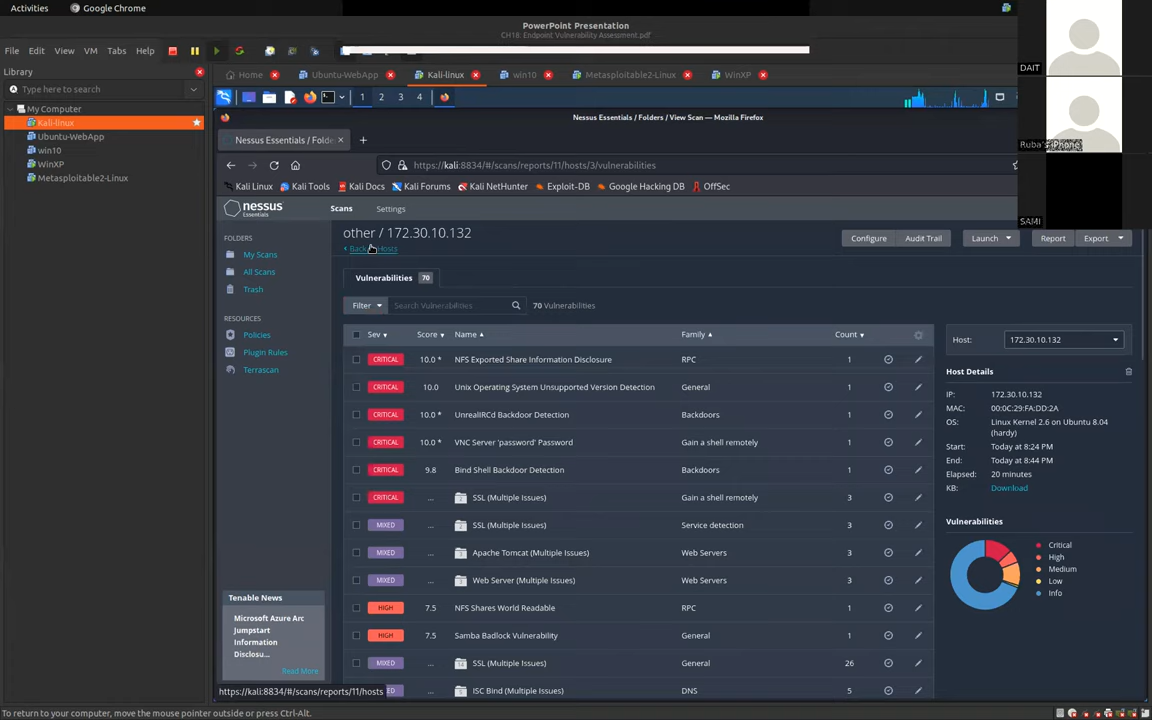 Activities
Google Chrome
PowerPoint Presentation
CH18: Endpoint Vulnerability Assessment.pdf
File Edit View VM Tabs Help
Library
Type here to search
My Computer
Kali-linux
Ubuntu-WebApp
win10
WinXP
Metasploitable2-Linux
Home
Ubuntu-WebApp
Kali-linux
win10
Metasploitable2-Linux
WinXP
1 2 3 4
Nessus Essentials / Folders / View Scan — Mozilla Firefox
Nessus Essentials / Folde
https://kali:8834/#/scans/reports/11/hosts/3/vulnerabilities
Kali Linux Kali Tools Kali Docs Kali Forums Kali NetHunter Exploit-DB Google Hacking DB OffSec
nessus
Essentials
Scans Settings
FOLDERS
My Scans
All Scans
Trash
RESOURCES
Policies
Plugin Rules
Terrascan
Tenable News
Microsoft Azure Arc
Jumpstart
Information
Disclosu...
Read More
other / 172.30.10.132
Back Hosts
Configure Audit Trail Launch Report Export
Vulnerabilities 70
Filter Search Vulnerabilities 70 Vulnerabilities
Sev Score Name Family Count
CRITICAL 10.0 * NFS Exported Share Information Disclosure RPC 1
CRITICAL 10.0 Unix Operating System Unsupported Version Detection General 1
CRITICAL 10.0 * UnrealIRCd Backdoor Detection Backdoors 1
CRITICAL 10.0 * VNC Server 'password' Password Gain a shell remotely 1
CRITICAL 9.8 Bind Shell Backdoor Detection Backdoors 1
CRITICAL ... SSL (Multiple Issues) Gain a shell remotely 3
MIXED ... SSL (Multiple Issues) Service detection 3
MIXED ... Apache Tomcat (Multiple Issues) Web Servers 3
MIXED ... Web Server (Multiple Issues) Web Servers 3
HIGH 7.5 NFS Shares World Readable RPC 1
HIGH 7.5 Samba Badlock Vulnerability General 1
MIXED ... SSL (Multiple Issues) General 26
ED ... ISC Bind (Multiple Issues) DNS 5
Host: 172.30.10.132
Host Details
IP: 172.30.10.132
MAC: 00:0C:29:FA:DD:2A
OS: Linux Kernel 2.6 on Ubuntu 8.04
(hardy)
Start: Today at 8:24 PM
End: Today at 8:44 PM
Elapsed: 20 minutes
KB: Download
Vulnerabilities
Critical
High
Medium
Low
Info
https://kali:8834/#/scans/reports/11/hosts
To return to your computer, move the mouse pointer outside or press Ctrl-Alt.
DAIT
Ruba's iPhone
SAMI